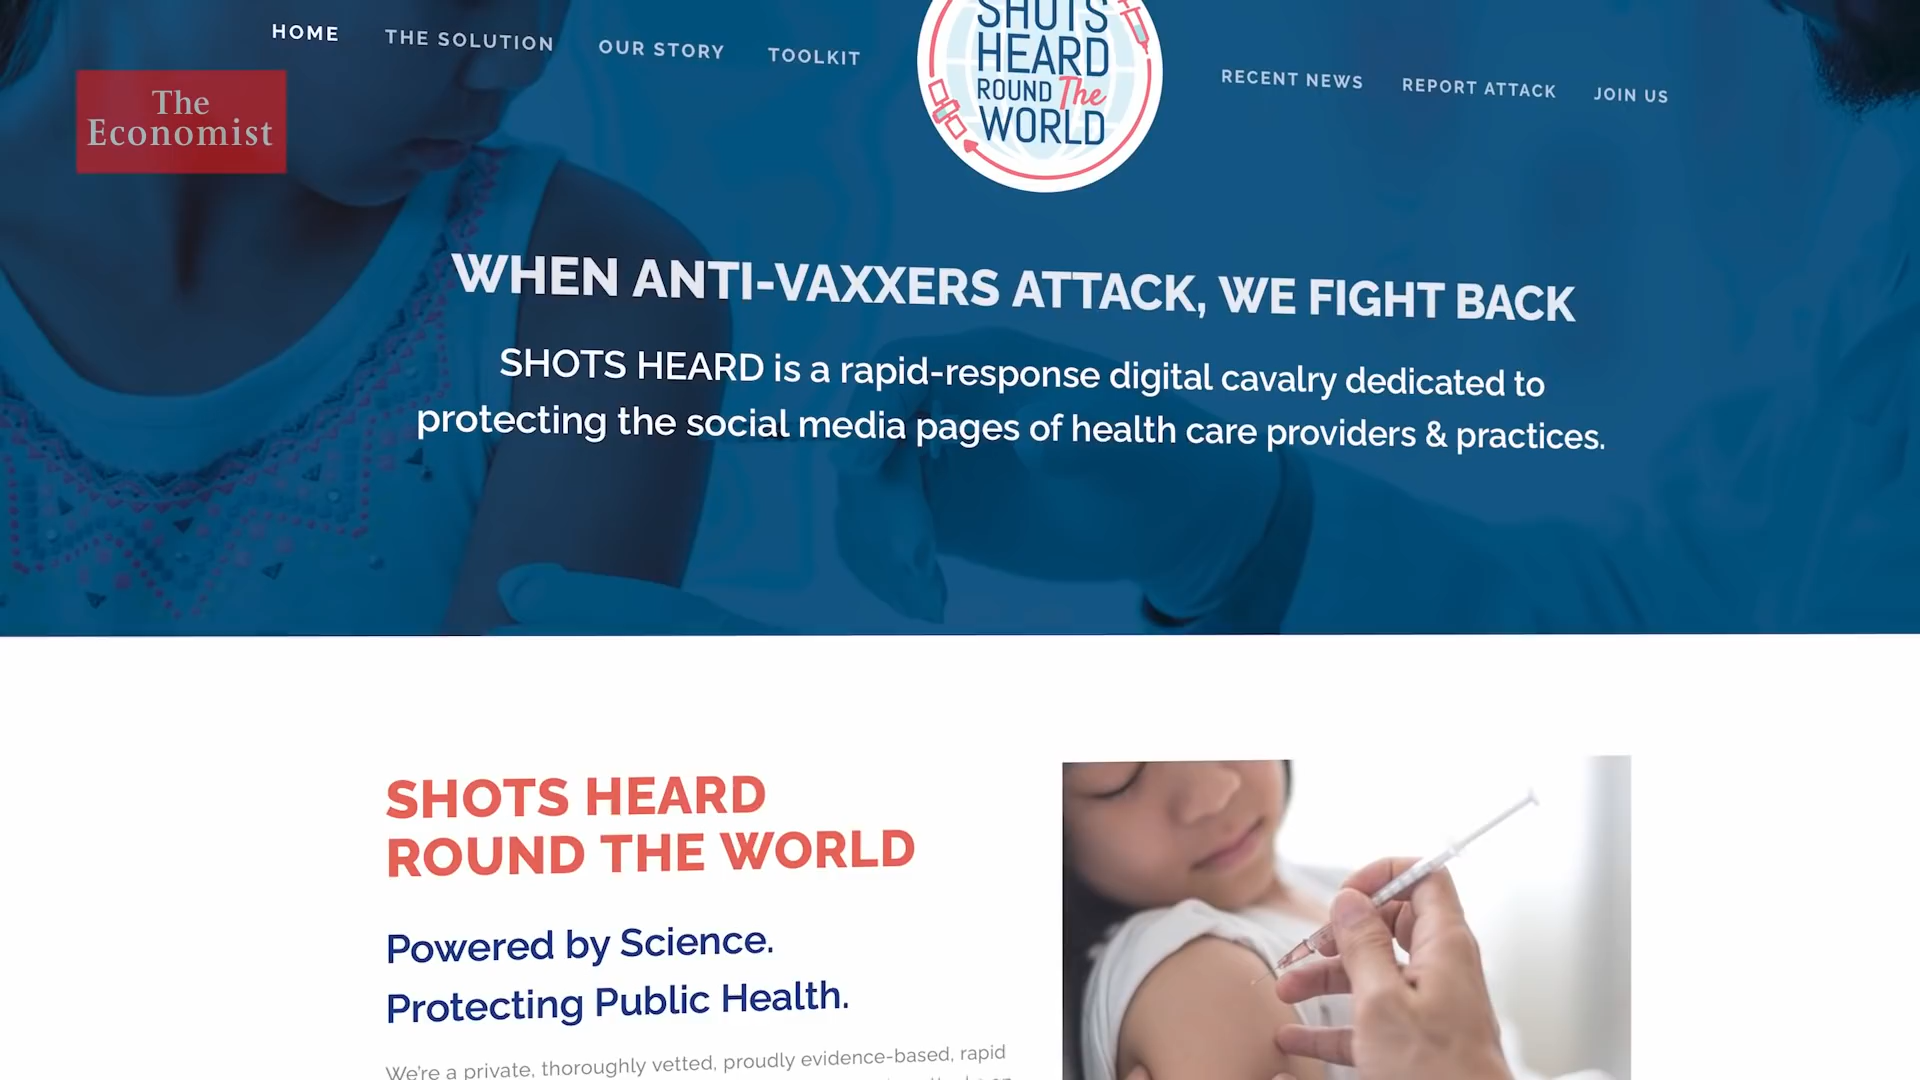 HOME
THE SOLUTION
OUR STORY
TOOLKIT
SHOTS
HEARD
ROUND The
WORLD
RECENT NEWS
REPORT ATTACK
JOIN US
The
Economist
WHEN ANTI-VAXXERS ATTACK, WE FIGHT BACK
SHOTS HEARD is a rapid-response digital cavalry dedicated to
protecting the social media pages of health care providers & practices.
SHOTS HEARD
ROUND THE WORLD
Powered by Science.
Protecting Public Health.
We're a private, thoroughly vetted, proudly evidence-based, rapid